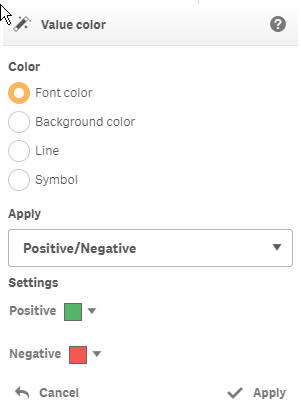 Value color
?
Color
Font color
Background color
Line
Symbol
Apply
Positive/Negative
Settings
Positive
Negative
Cancel Apply